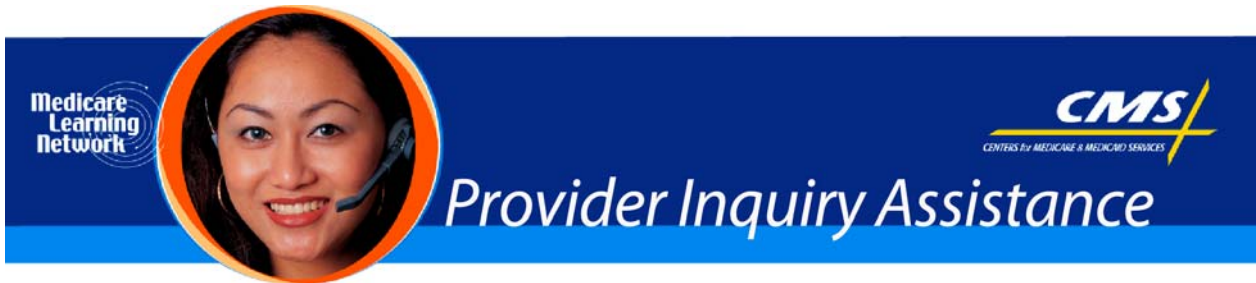 Medicare
Learning
Network
CMS
CENTERS for MEDICARE & MEDICAID SERVICES
Provider Inquiry Assistance